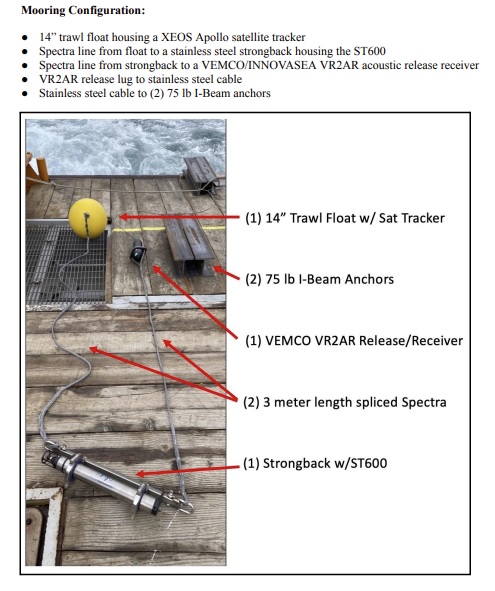 Mooring Configuration:
● 14” trawl float housing a XEOS Apollo satellite tracker
● Spectra line from float to a stainless steel strongback housing the ST600
● Spectra line from strongback to a VEMCO/INNOVASEA VR2AR acoustic release receiver
● VR2AR release lug to stainless steel cable
● Stainless steel cable to (2) 75 lb I-Beam anchors
(1) 14” Trawl Float w/ Sat Tracker
(2) 75 lb I-Beam Anchors
(1) VEMCO VR2AR Release/Receiver
(2) 3 meter length spliced Spectra
(1) Strongback w/ST600